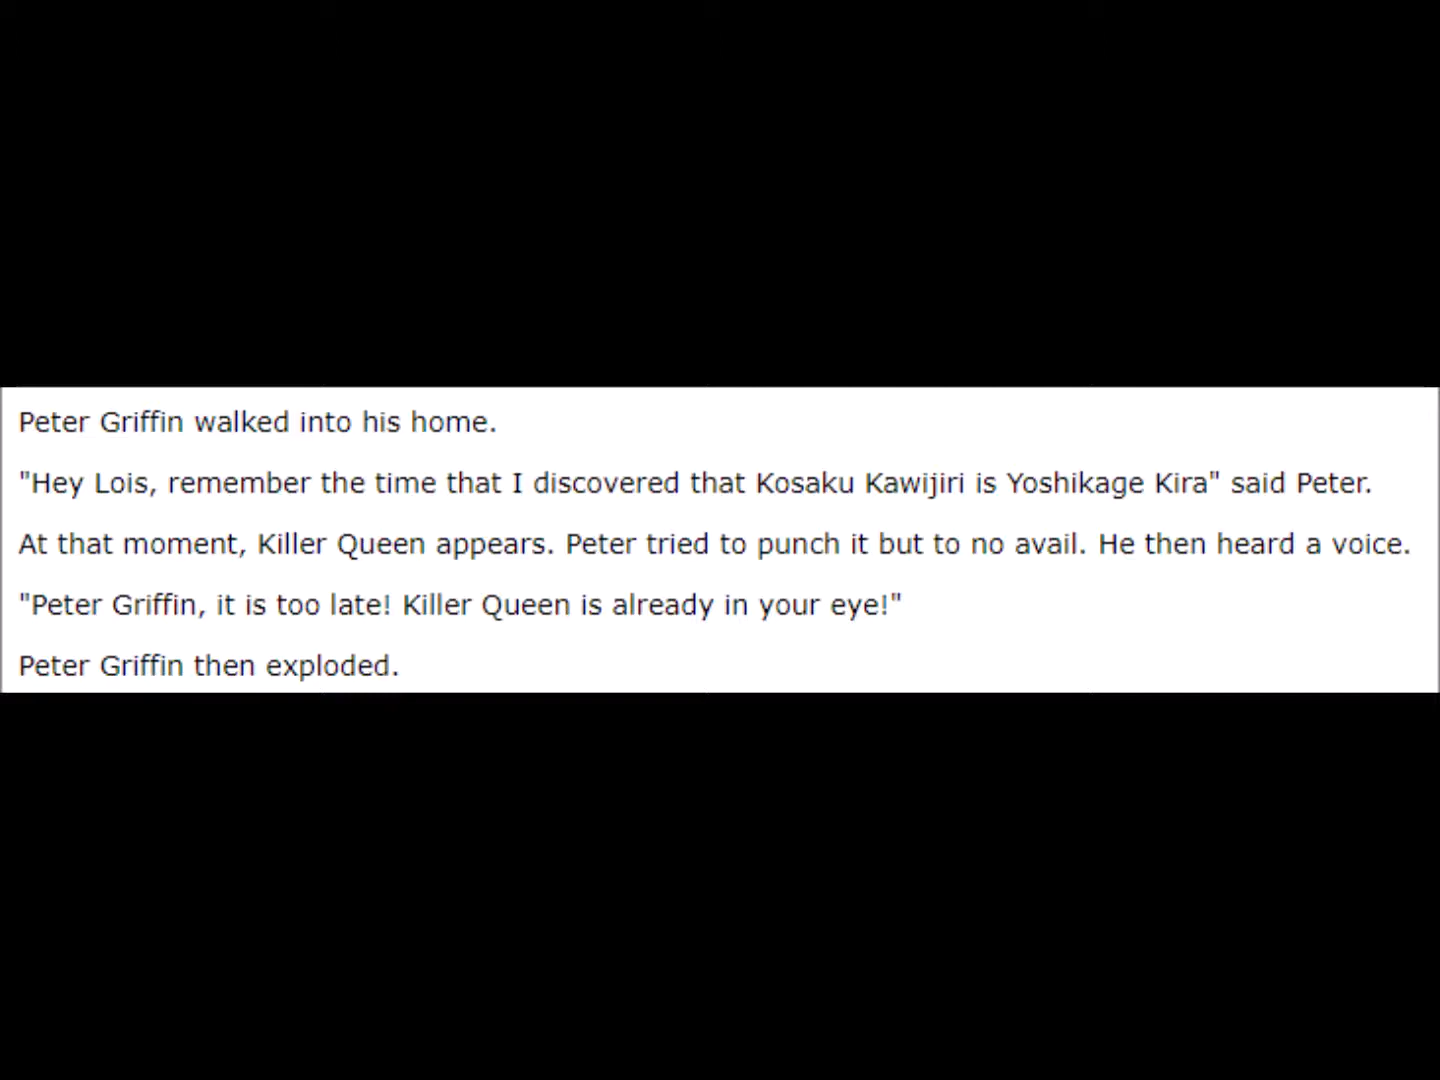 Peter Griffin walked into his home.
"Hey Lois, remember the time that I discovered that Kosaku Kawijiri is Yoshikage Kira" said Peter.
At that moment, Killer Queen appears. Peter tried to punch it but to no avail. He then heard a voice.
"Peter Griffin, it is too late! Killer Queen is already in your eye!"
Peter Griffin then exploded.